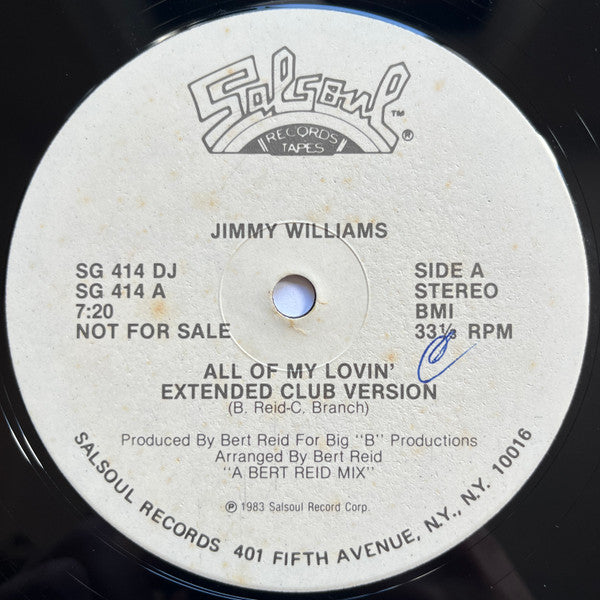 Salsoul™
RECORDS ®
TAPES
JIMMY WILLIAMS
SG 414 DJ
SG 414 A
7:20
NOT FOR SALE
SIDE A
STEREO
BMI
33⅓ RPM
ALL OF MY LOVIN'
EXTENDED CLUB VERSION
(B. Reid-C. Branch)
Produced By Bert Reid For Big "B" Productions
Arranged By Bert Reid
"A BERT REID MIX"
℗ 1983 Salsoul Record Corp.
SALSOUL RECORDS 401 FIFTH AVENUE, N.Y., N.Y. 10016